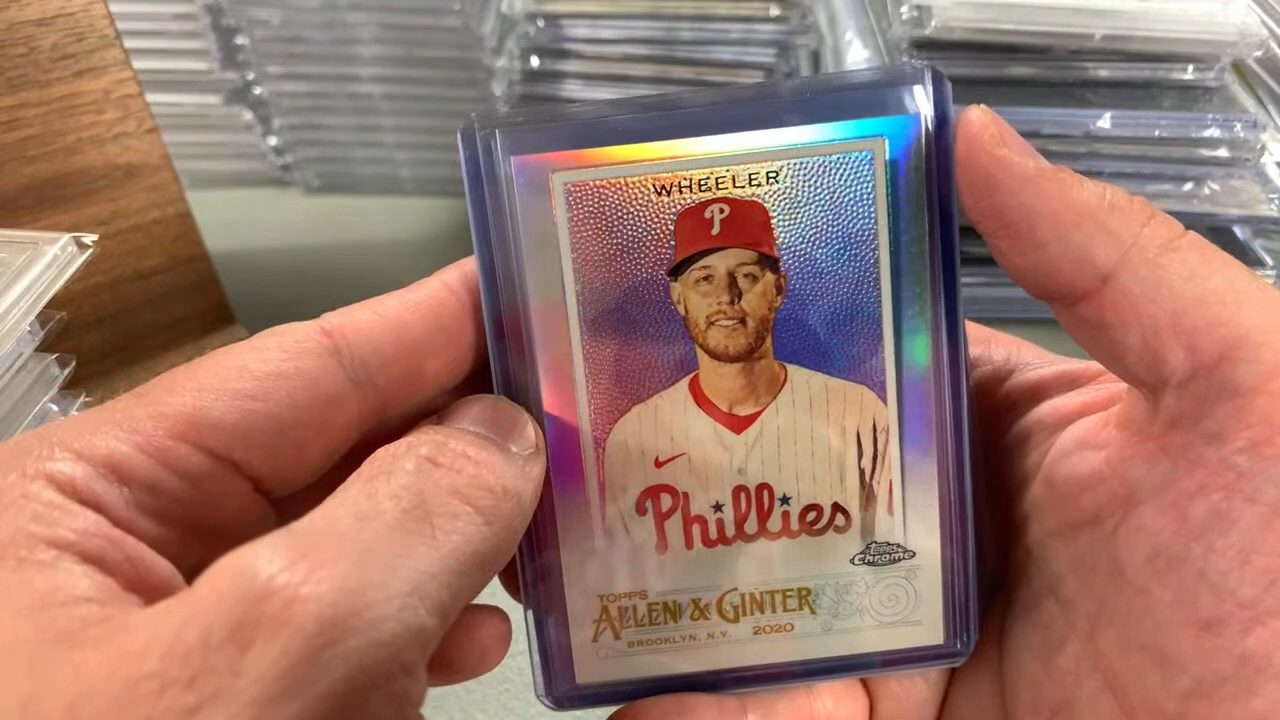 WHEELER
P
Phillies
Topps
Chrome
TOPPS
ALLEN & GINTER
BROOKLYN, N.Y. 2020